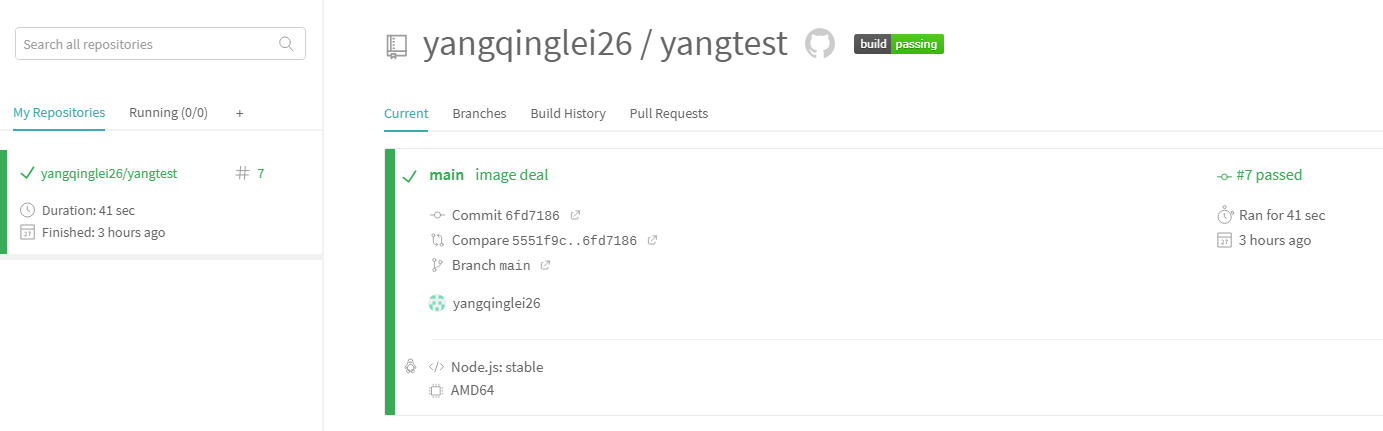 Search all repositories
My Repositories Running (0/0) +
yangqinglei26/yangtest # 7
Duration: 41 sec
27 Finished: 3 hours ago
yangqinglei26 / yangtest build passing
Current Branches Build History Pull Requests
main image deal #7 passed
Commit 6fd7186 Ran for 41 sec
Compare 5551f9c..6fd7186 27 3 hours ago
Branch main
yangqinglei26
</> Node.js: stable
AMD64